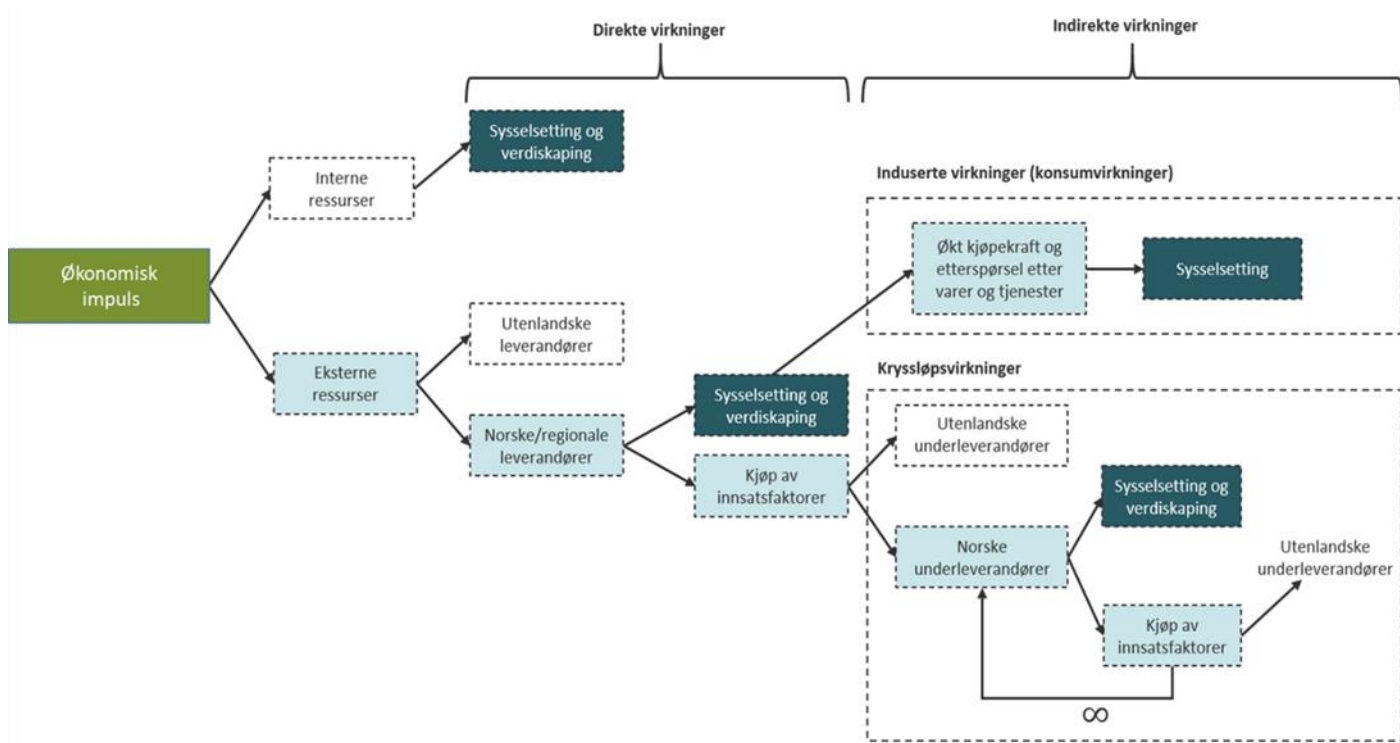 Direkte virkninger
Indirekte virkninger
Sysselsetting og
verdiskaping
Interne
ressurser
Induserte virkninger (konsumvirkninger)
Økt kjøpekraft og
etterspørsel etter
varer og tjenester
Sysselsetting
Økonomisk
impuls
Utenlandske
leverandører
Eksterne
ressurser
Kryssløpsvirkninger
Sysselsetting og
verdiskaping
Norske/regionale
leverandører
Utenlandske
underleverandører
Kjøp av
innsatsfaktorer
Sysselsetting og
verdiskaping
Norske
underleverandører
Utenlandske
underleverandører
Kjøp av
innsatsfaktorer
∞